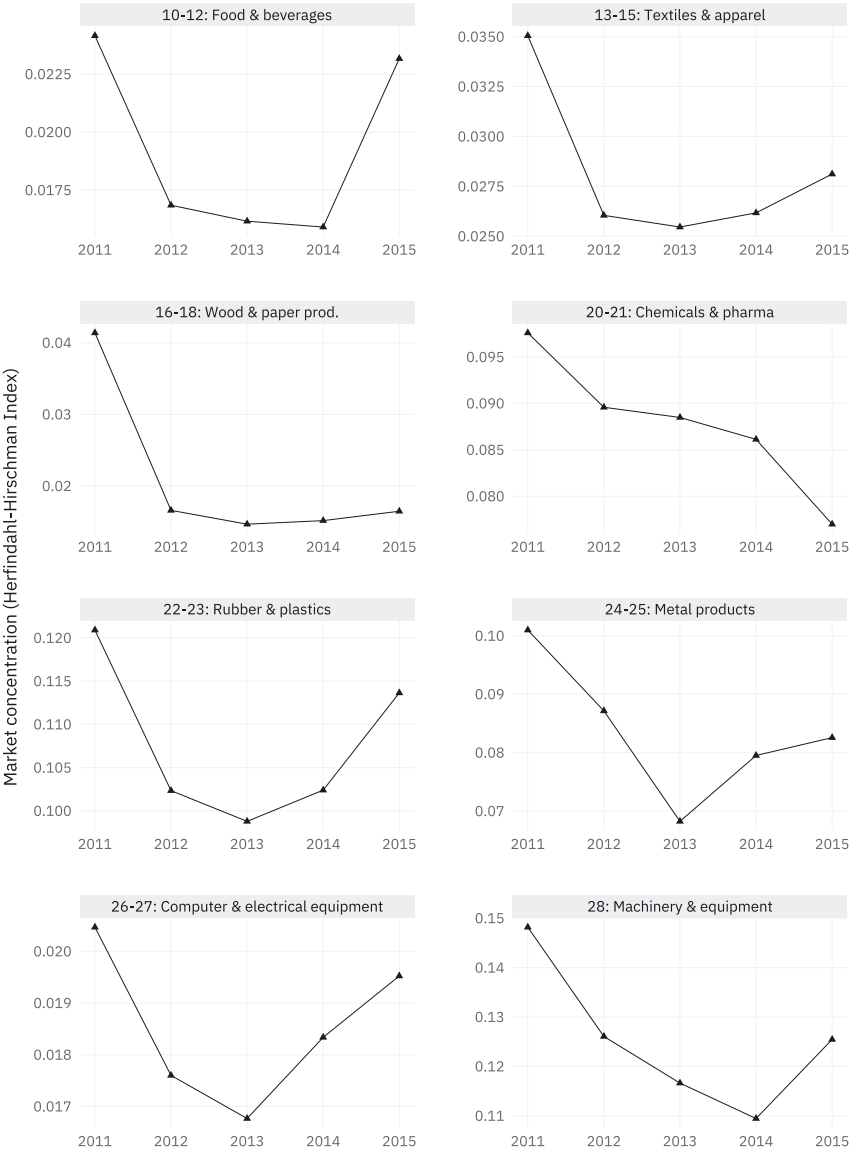 Market concentration (Herfindahl-Hirschman Index)
10-12: Food & beverages
0.0225
0.0200
0.0175
2011 2012 2013 2014 2015
13-15: Textiles & apparel
0.0350
0.0325
0.0300
0.0275
0.0250
2011 2012 2013 2014 2015
16-18: Wood & paper prod.
0.04
0.03
0.02
2011 2012 2013 2014 2015
20-21: Chemicals & pharma
0.095
0.090
0.085
0.080
2011 2012 2013 2014 2015
22-23: Rubber & plastics
0.120
0.115
0.110
0.105
0.100
2011 2012 2013 2014 2015
24-25: Metal products
0.10
0.09
0.08
0.07
2011 2012 2013 2014 2015
26-27: Computer & electrical equipment
0.020
0.019
0.018
0.017
2011 2012 2013 2014 2015
28: Machinery & equipment
0.15
0.14
0.13
0.12
0.11
2011 2012 2013 2014 2015